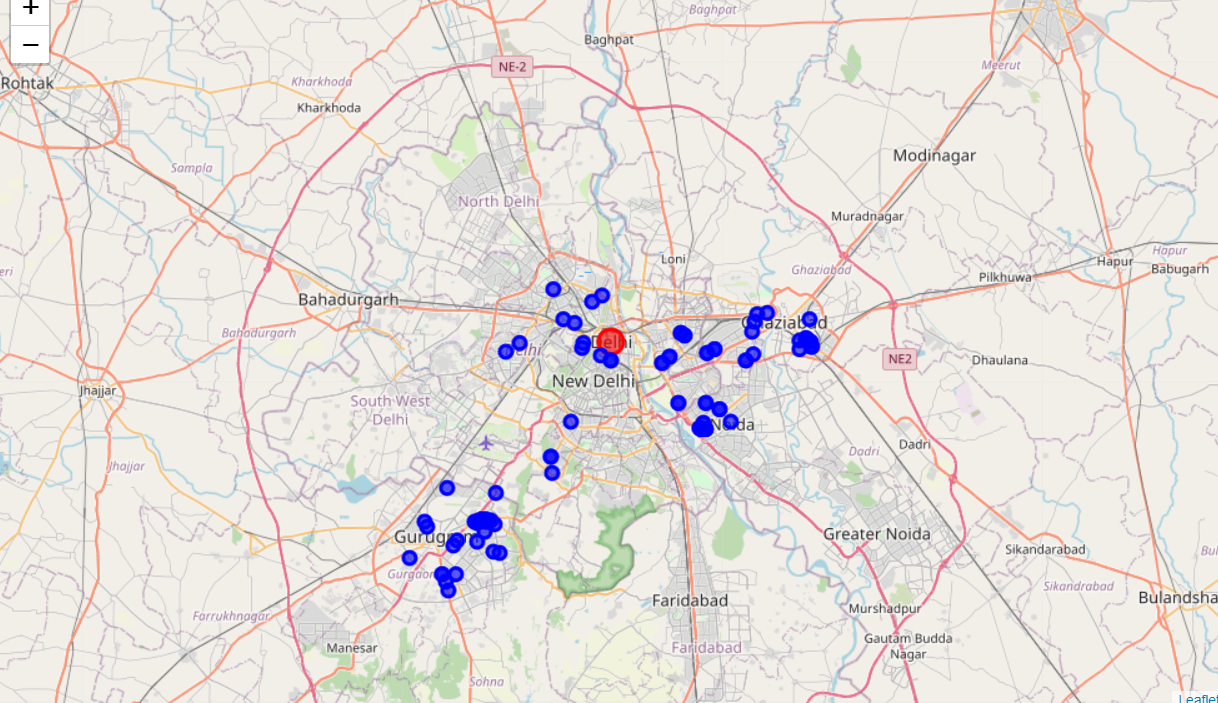 +
−
Baghpat
Baghpat
NE-2
Meerut
Rohtak
Kharkhoda
Kharkhoda
Modinagar
Sampla
North Delhi
Muradnagar
Loni
Ghaziabad
Hapur
Hapur
Babugarh
Pilkhuwa
Bahadurgarh
Bahadurgarh
Ghaziabad
Delhi
NE2
Dhaulana
New Delhi
Jhajjar
South West
Delhi
Noida
Dadri
Dadri
Jhajjar
Gurugram
Greater Noida
Sikandarabad
Gurgaon
Sikandrabad
Bulandsha
Faridabad
Murshadpur
Farrukhnagar
Gautam Budda
Nagar
Manesar
Faridabad
Sohna
Leaflet